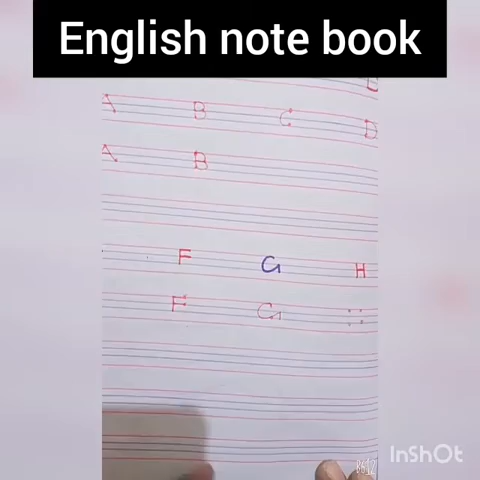 English note book
A B C D
A B
F G H
F G
InShOt